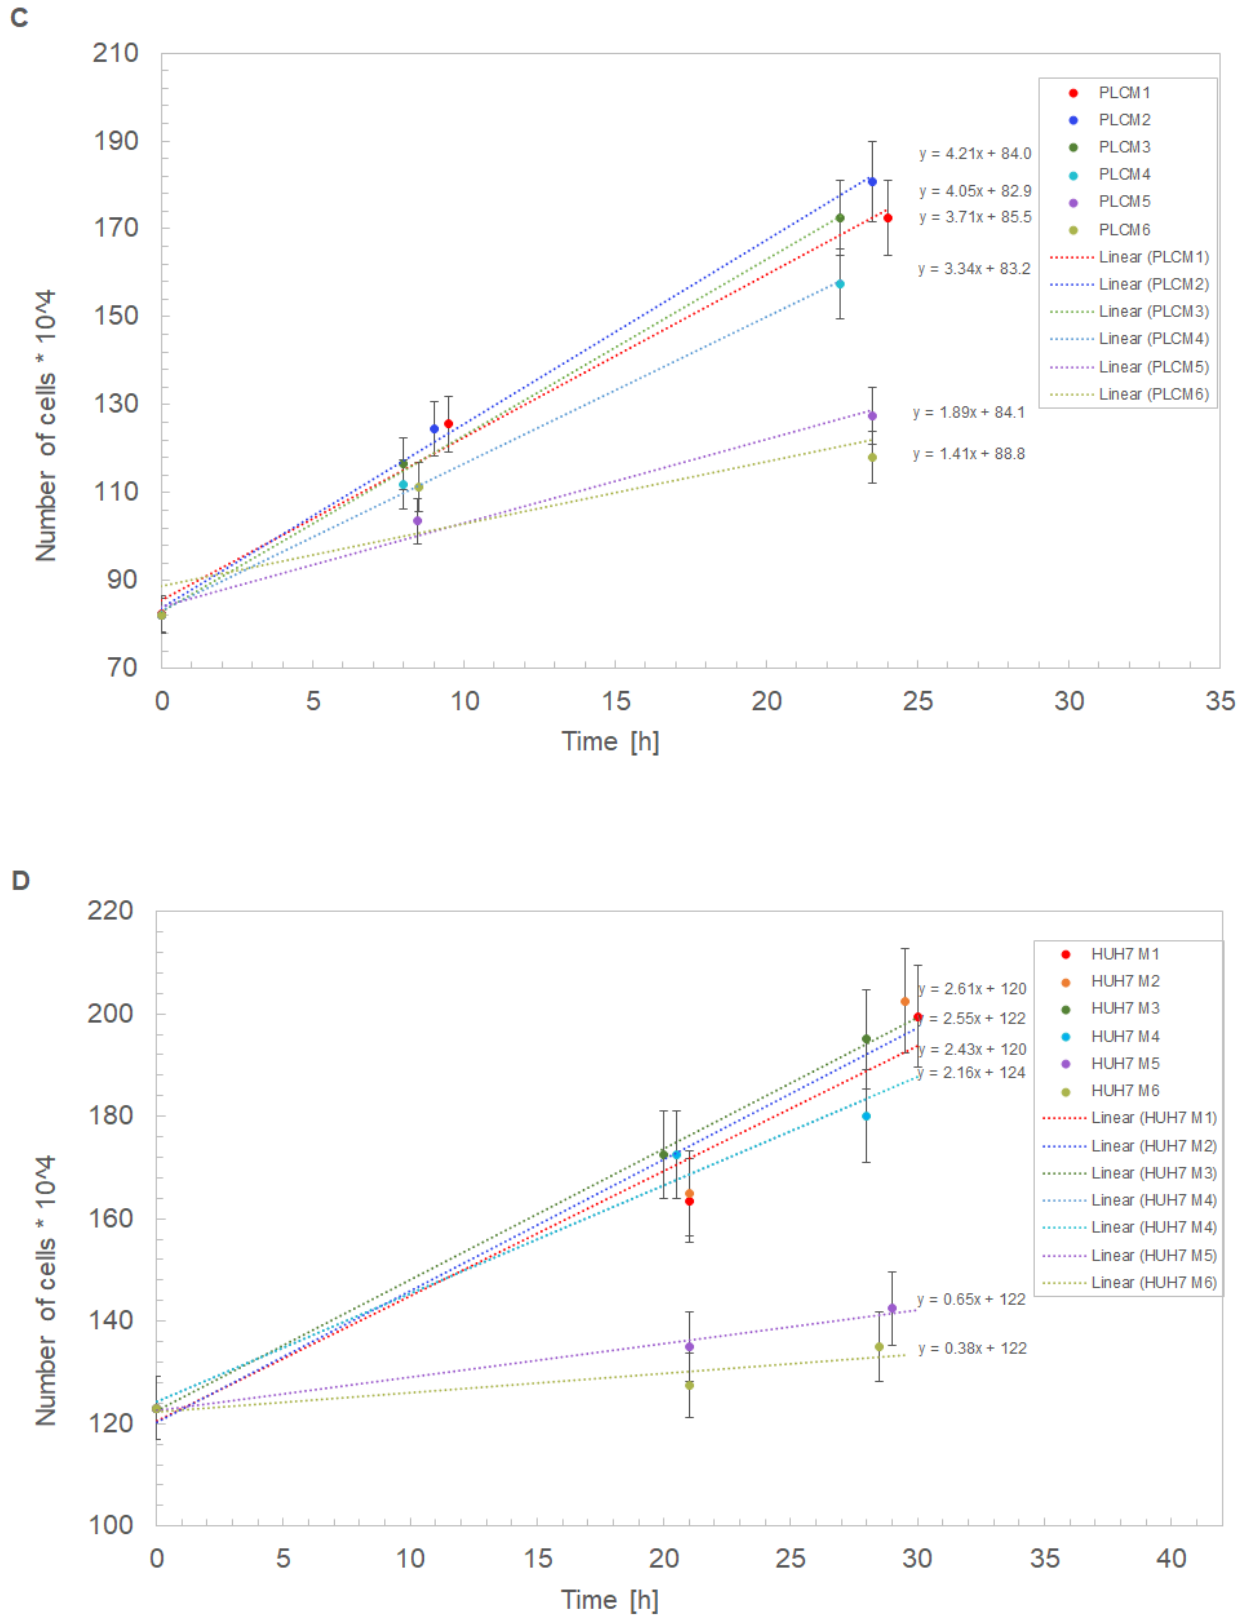 C
210
190
170
150
130
110
90
70
Number of cells * 10^4
0 5 10 15 20 25 30 35
Time [h]
y = 4.21x + 84.0
y = 4.05x + 82.9
y = 3.71x + 85.5
y = 3.34x + 83.2
y = 1.89x + 84.1
y = 1.41x + 88.8
PLCM1
PLCM2
PLCM3
PLCM4
PLCM5
PLCM6
Linear (PLCM1)
Linear (PLCM2)
Linear (PLCM3)
Linear (PLCM4)
Linear (PLCM5)
Linear (PLCM6)
D
220
200
180
160
140
120
100
Number of cells * 10^4
0 5 10 15 20 25 30 35 40
Time [h]
y = 2.61x + 120
y = 2.55x + 122
y = 2.43x + 120
y = 2.16x + 124
y = 0.65x + 122
y = 0.38x + 122
HUH7 M1
HUH7 M2
HUH7 M3
HUH7 M4
HUH7 M5
HUH7 M6
Linear (HUH7 M1)
Linear (HUH7 M2)
Linear (HUH7 M3)
Linear (HUH7 M4)
Linear (HUH7 M4)
Linear (HUH7 M5)
Linear (HUH7 M6)